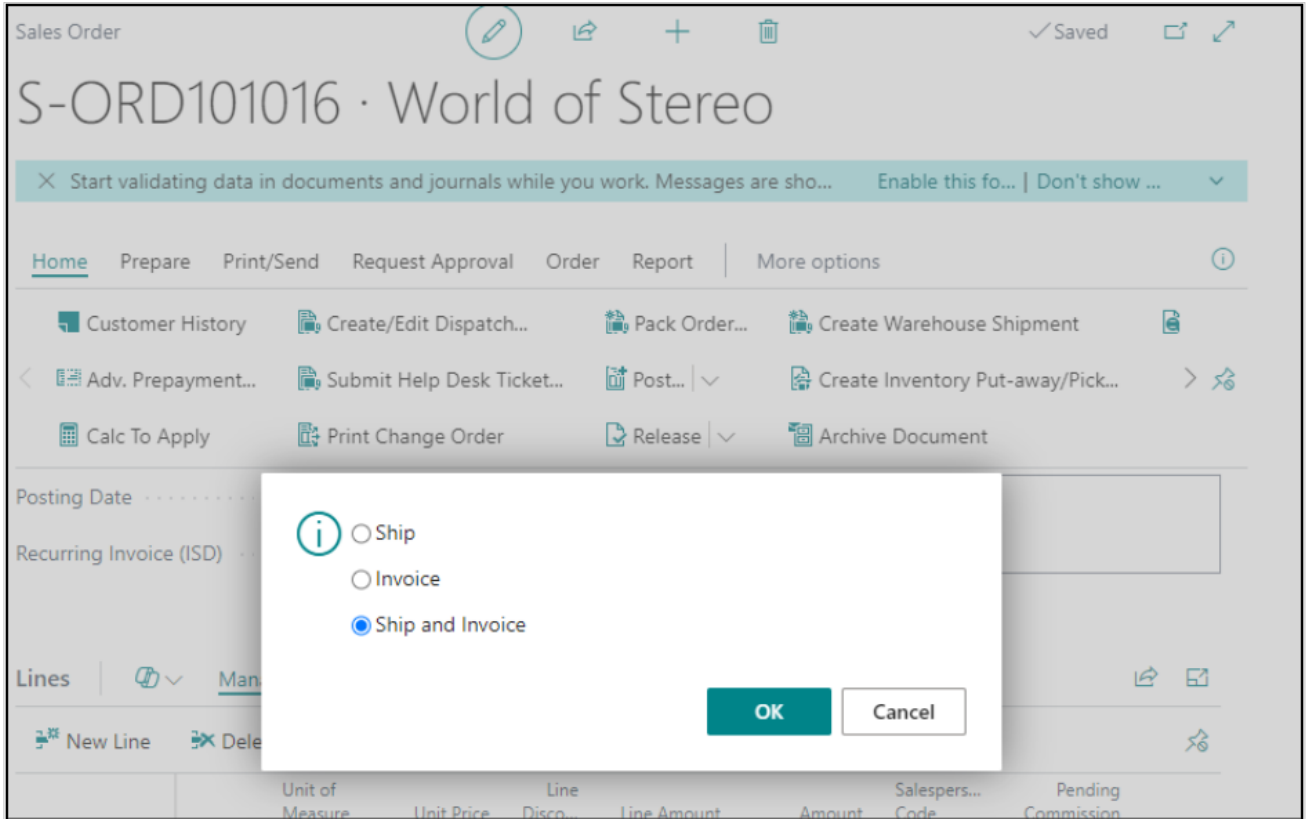 Sales Order
Saved
S-ORD101016 · World of Stereo
Start validating data in documents and journals while you work. Messages are sho... Enable this fo... | Don't show ...
Home Prepare Print/Send Request Approval Order Report More options
Customer History Create/Edit Dispatch... Pack Order... Create Warehouse Shipment
Adv. Prepayment... Submit Help Desk Ticket... Post... Create Inventory Put-away/Pick...
Calc To Apply Print Change Order Release Archive Document
Posting Date
Recurring Invoice (ISD)
Ship
Invoice
Ship and Invoice
OK Cancel
Lines Man
New Line Dele
Unit of Line Salespers... Pending
Measure Unit Price Disco... Line Amount Amount Code Commission